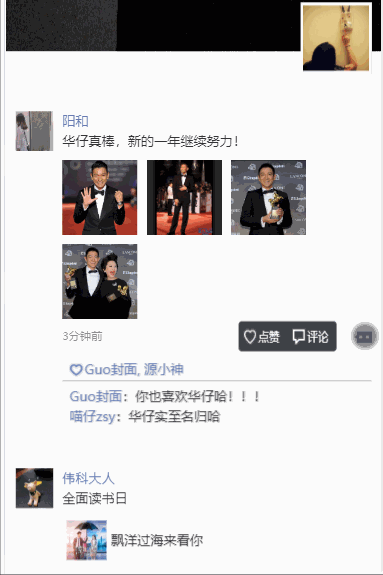 阳和
华仔真棒，新的一年继续努力！
3分钟前
点赞 评论
Guo封面, 源小神
Guo封面：你也喜欢华仔哈！！！
喵仔zsy：华仔实至名归哈
伟科大人
全面读书日
飘洋过海来看你